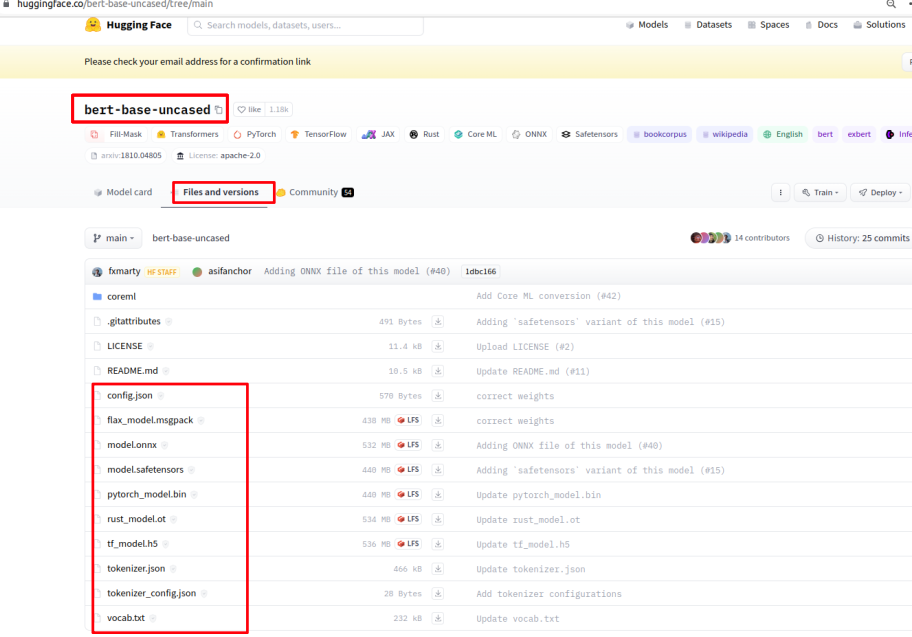 huggingface.co/bert-base-uncased/tree/main
Hugging Face Search models, datasets, users... Models Datasets Spaces Docs Solutions
Please check your email address for a confirmation link
bert-base-uncased like 1.18k
Fill-Mask Transformers PyTorch TensorFlow JAX Rust Core ML ONNX Safetensors bookcorpus wikipedia English bert exbert Infe
arxiv:1810.04805 License: apache-2.0
Model card Files and versions Community 54 Train Deploy
main bert-base-uncased 14 contributors History: 25 commits
fxmarty HF STAFF asifanchor Adding ONNX file of this model (#40) 1dbc166
coreml Add Core ML conversion (#42)
.gitattributes 491 Bytes Adding `safetensors` variant of this model (#15)
LICENSE 11.4 kB Upload LICENSE (#2)
README.md 10.5 kB Update README.md (#11)
config.json 570 Bytes correct weights
flax_model.msgpack 438 MB LFS correct weights
model.onnx 532 MB LFS Adding ONNX file of this model (#40)
model.safetensors 440 MB LFS Adding `safetensors` variant of this model (#15)
pytorch_model.bin 440 MB LFS Update pytorch_model.bin
rust_model.ot 534 MB LFS Update rust_model.ot
tf_model.h5 536 MB LFS Update tf_model.h5
tokenizer.json 466 kB Update tokenizer.json
tokenizer_config.json 28 Bytes Add tokenizer configurations
vocab.txt 232 kB Update vocab.txt